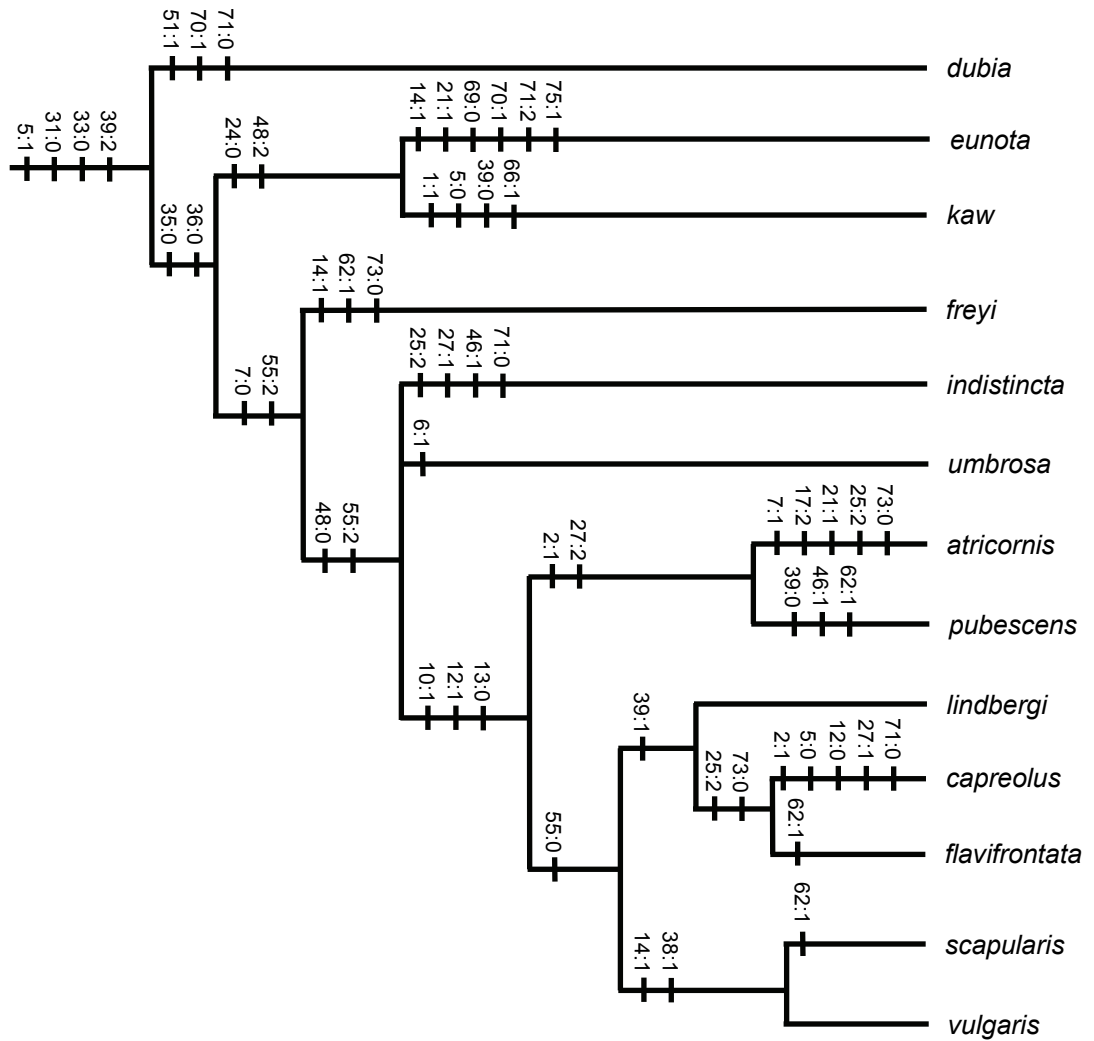 51:1 70:1 71:0
dubia
5:1 31:0 33:0 39:2
14:1 21:1 69:0 70:1 71:2 75:1
eunota
24:0 48:2
1:1 5:0 39:0 66:1
kaw
35:0 36:0
14:1 62:1 73:0
freyi
25:2 27:1 46:1 71:0
indistincta
7:0 55:2
6:1
umbrosa
48:0 55:2
7:1 17:2 21:1 25:2 73:0
atricornis
2:1 27:2
39:0 46:1 62:1
pubescens
10:1 12:1 13:0
39:1
lindbergi
2:1 5:0 12:0 27:1 71:0
capreolus
25:2 73:0
62:1
flavifrontata
55:0
62:1
scapularis
14:1 38:1
vulgaris